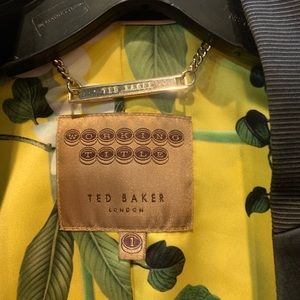 TED BAKER
WORKING
TITLE
TED BAKER
LONDON
1